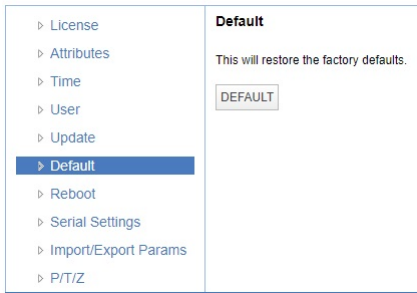 License
Attributes
Time
User
Update
Default
Reboot
Serial Settings
Import/Export Params
P/T/Z
Default
This will restore the factory defaults.
DEFAULT